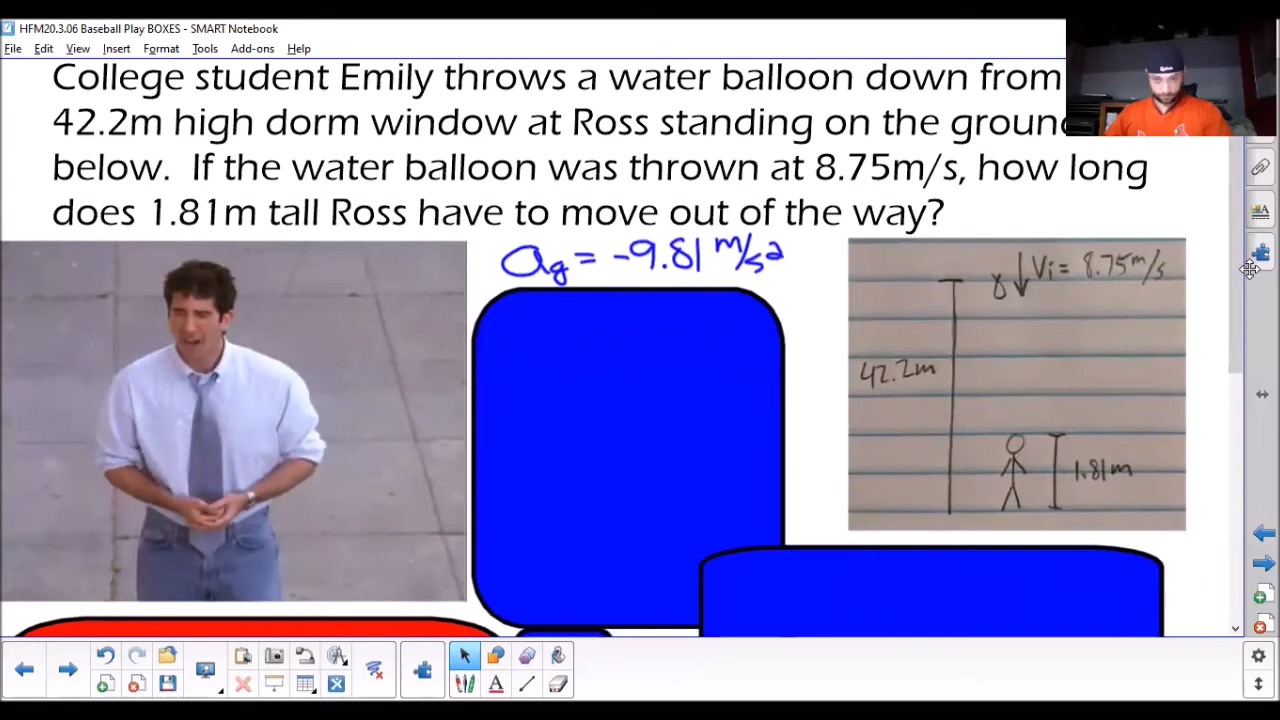 HFM20.3.06 Baseball Play BOXES - SMART Notebook
File Edit View Insert Format Tools Add-ons Help
College student Emily throws a water balloon down from
42.2m high dorm window at Ross standing on the ground
below. If the water balloon was thrown at 8.75m/s, how long
does 1.81m tall Ross have to move out of the way?
ag = -9.81 m/s2
Vi = 8.75m/s
42.2m
1.81m